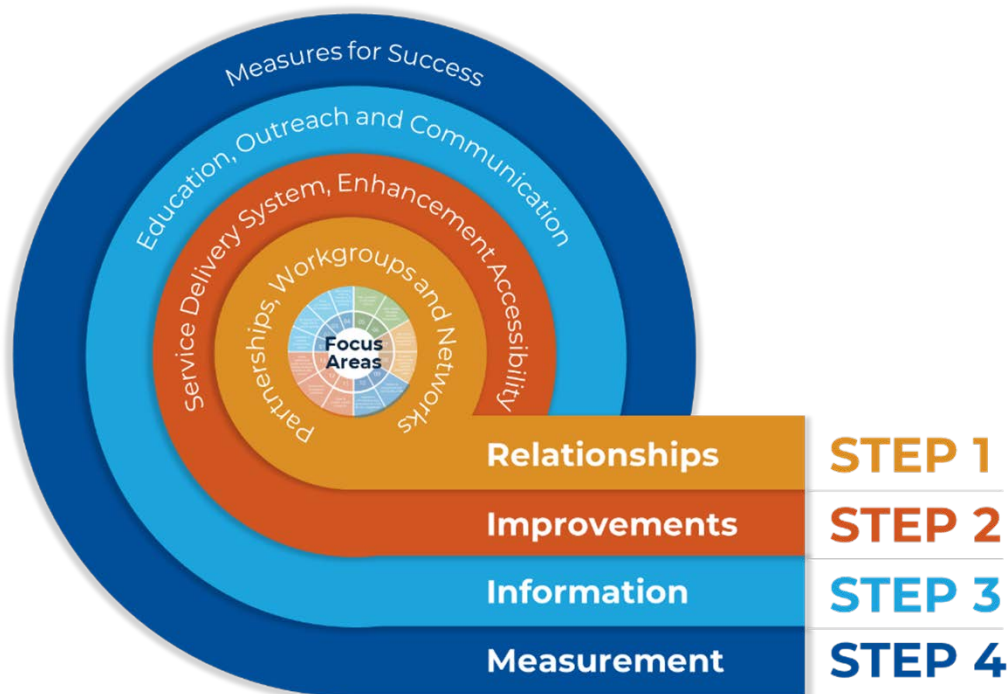 Measures for Success
Education, Outreach and Communication
Service Delivery System, Enhancement Accessibility
Partnerships, Workgroups and Networks
Focus
Areas
Relationships STEP 1
Improvements STEP 2
Information STEP 3
Measurement STEP 4